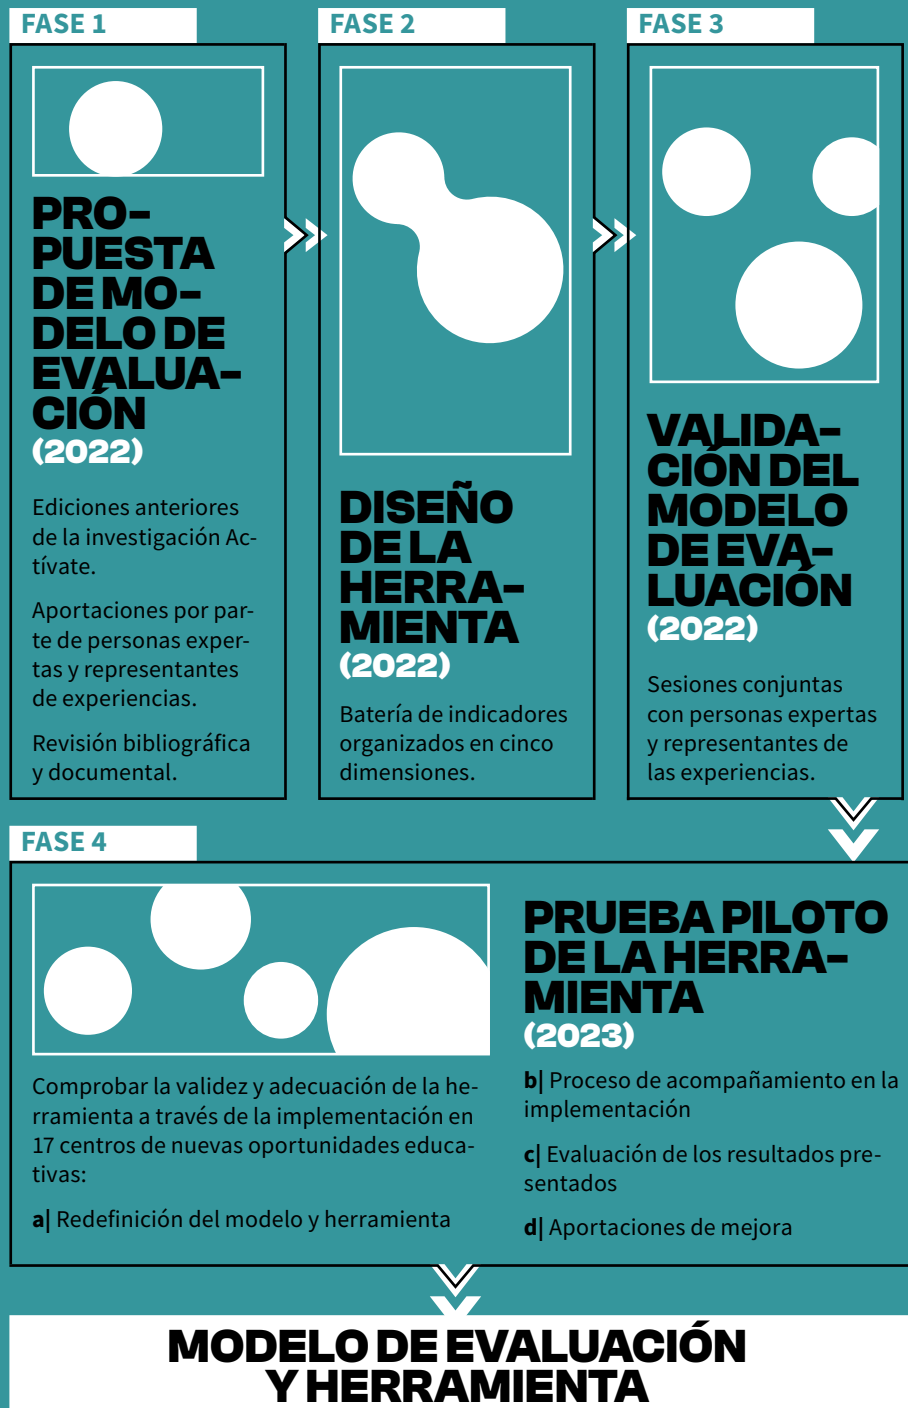 FASE 1
PRO-
PUESTA
DE MO-
DELO DE
EVALUA-
CIÓN
(2022)
Ediciones anteriores
de la investigación Ac-
tívate.
Aportaciones por par-
te de personas exper-
tas y representantes
de experiencias.
Revisión bibliográfica
y documental.
FASE 2
DISEÑO
DE LA
HERRA-
MIENTA
(2022)
Batería de indicadores
organizados en cinco
dimensiones.
FASE 3
VALIDA-
CIÓN DEL
MODELO
DE EVA-
LUACIÓN
(2022)
Sesiones conjuntas
con personas expertas
y representantes de
las experiencias.
FASE 4
Comprobar la validez y adecuación de la he-
rramienta a través de la implementación en
17 centros de nuevas oportunidades educa-
tivas:
a| Redefinición del modelo y herramienta
PRUEBA PILOTO
DE LA HERRA-
MIENTA
(2023)
b| Proceso de acompañamiento en la
implementación
c| Evaluación de los resultados pre-
sentados
d| Aportaciones de mejora
MODELO DE EVALUACIÓN
Y HERRAMIENTA